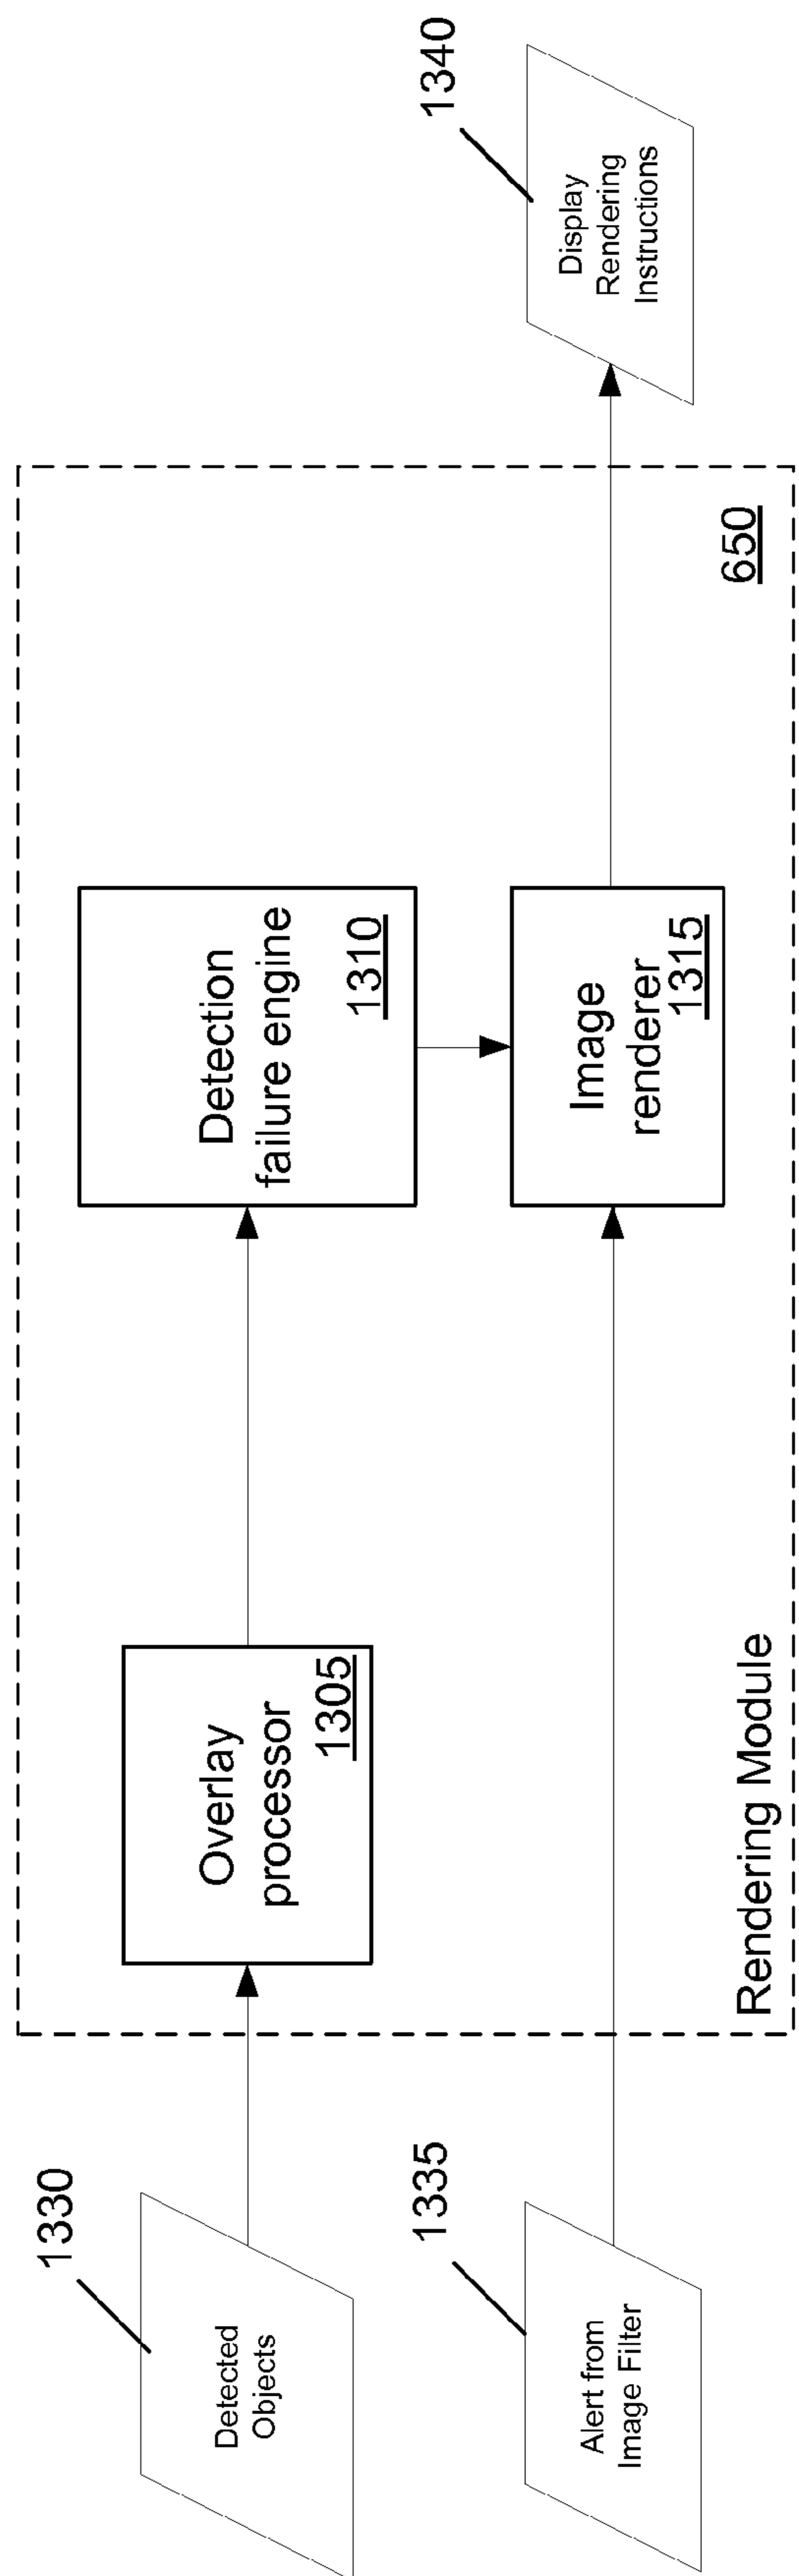 1330
Detected
Objects
1335
Alert from
Image Filter
Overlay
processor
1305
Detection
failure engine
1310
Image
renderer
1315
Rendering Module
650
1340
Display
Rendering
Instructions